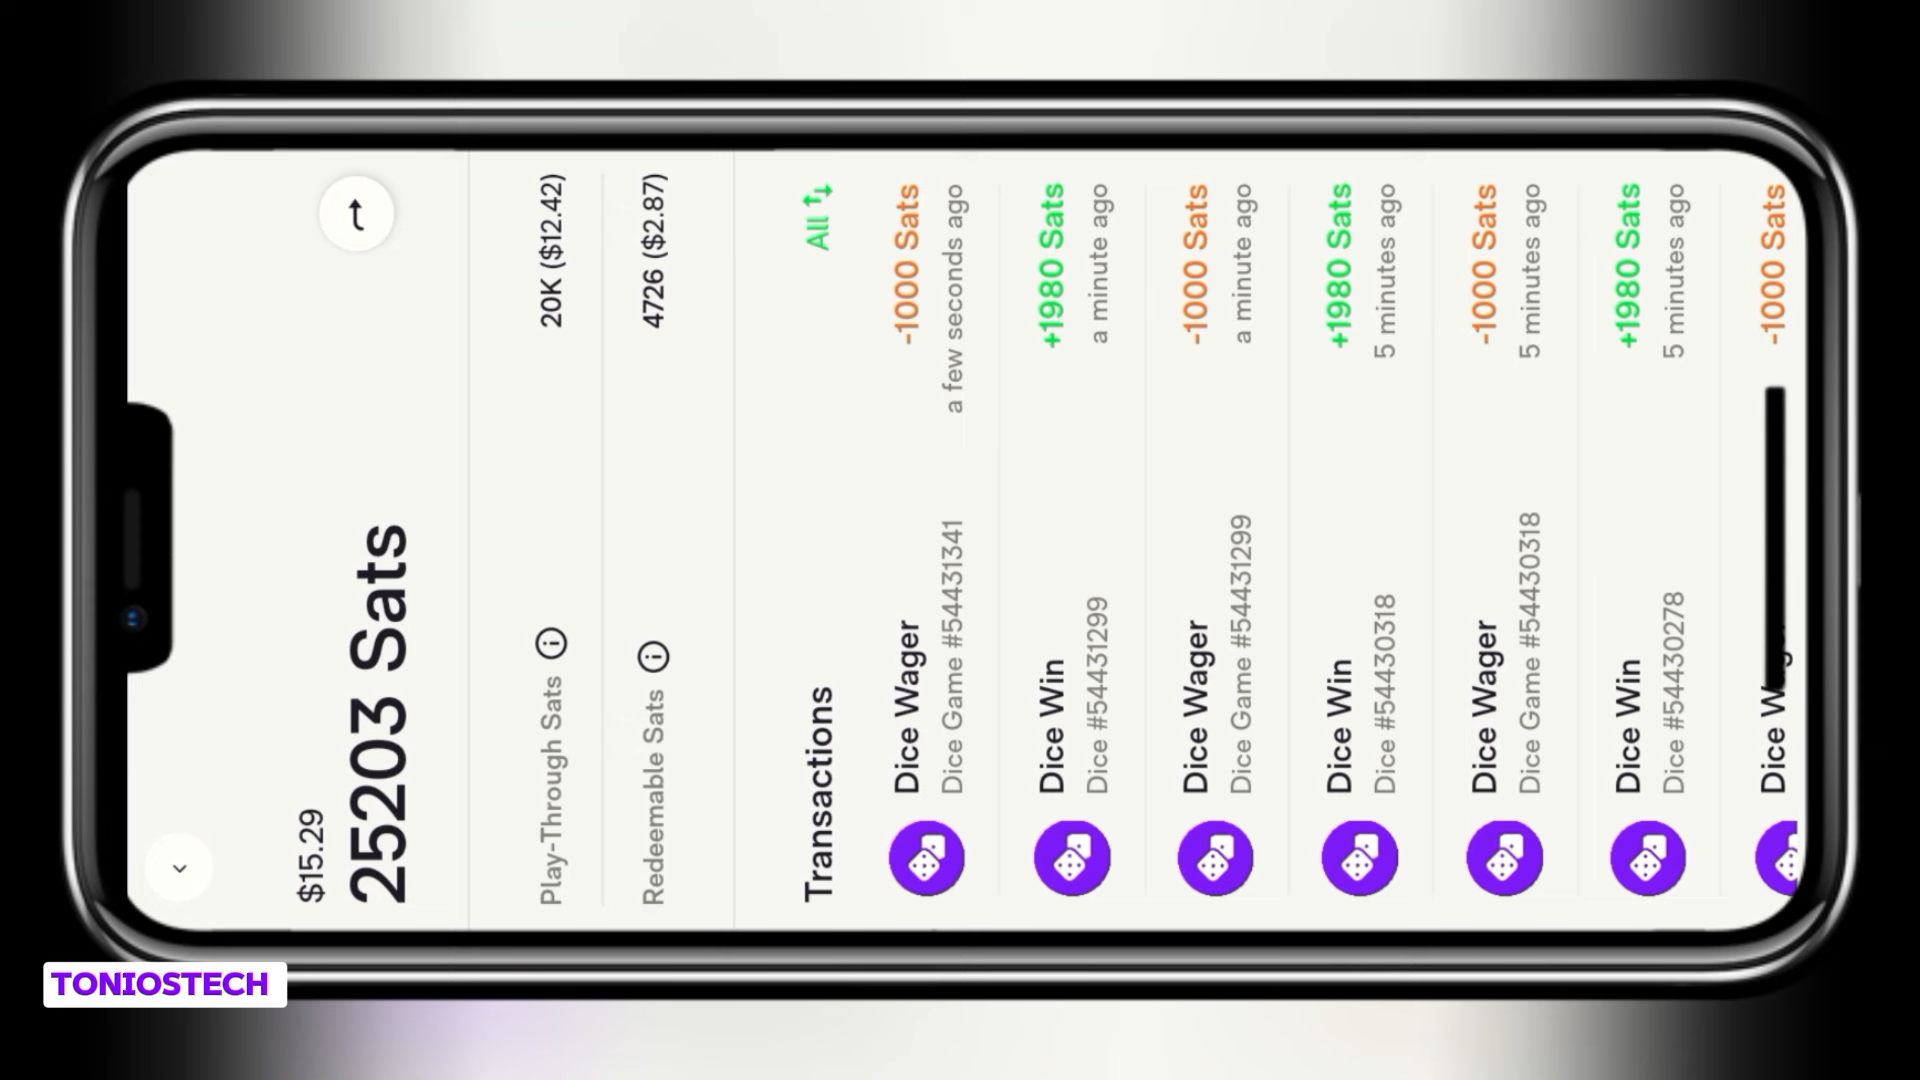 $15.29
25203 Sats
Play-Through Sats 20K ($12.42)
Redeemable Sats 4726 ($2.87)
Transactions All
Dice Wager -1000 Sats
Dice Game #54431341 a few seconds ago
Dice Win +1980 Sats
Dice #54431299 a minute ago
Dice Wager -1000 Sats
Dice Game #54431299 a minute ago
Dice Win +1980 Sats
Dice #54430318 5 minutes ago
Dice Wager -1000 Sats
Dice Game #54430318 5 minutes ago
Dice Win +1980 Sats
Dice #54430278 5 minutes ago
Dice Wager -1000 Sats
TONIOSTECH